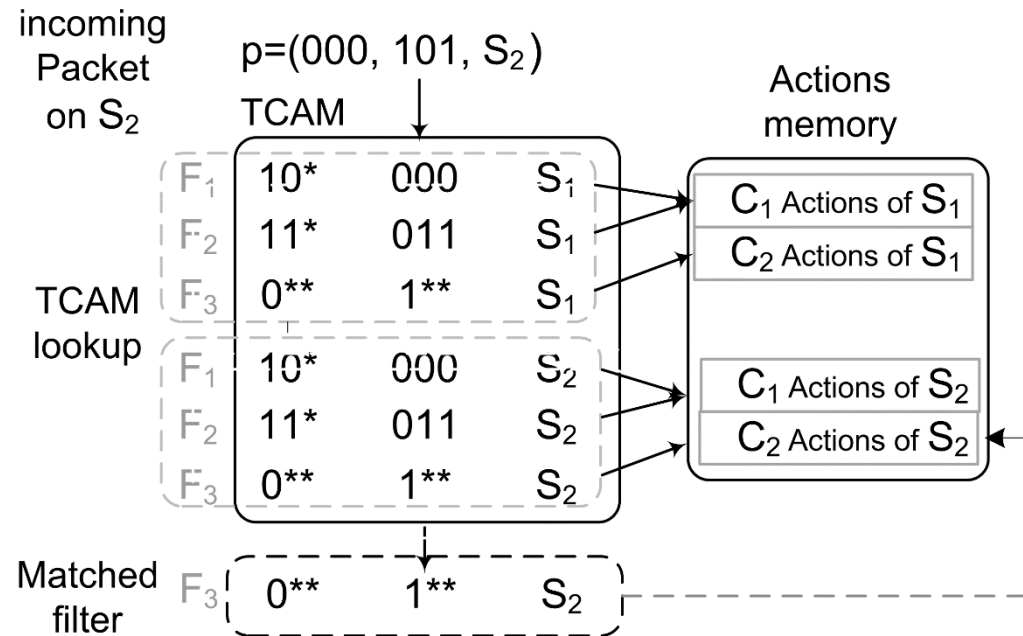 incoming
Packet
on S₂
p=(000, 101, S₂)
TCAM
Actions
memory
F₁ 10* 000 S₁
F₂ 11* 011 S₁
F₃ 0** 1** S₁
C₁ Actions of S₁
C₂ Actions of S₁
TCAM
lookup
F₁ 10* 000 S₂
F₂ 11* 011 S₂
F₃ 0** 1** S₂
C₁ Actions of S₂
C₂ Actions of S₂
Matched
filter
F₃ 0** 1** S₂